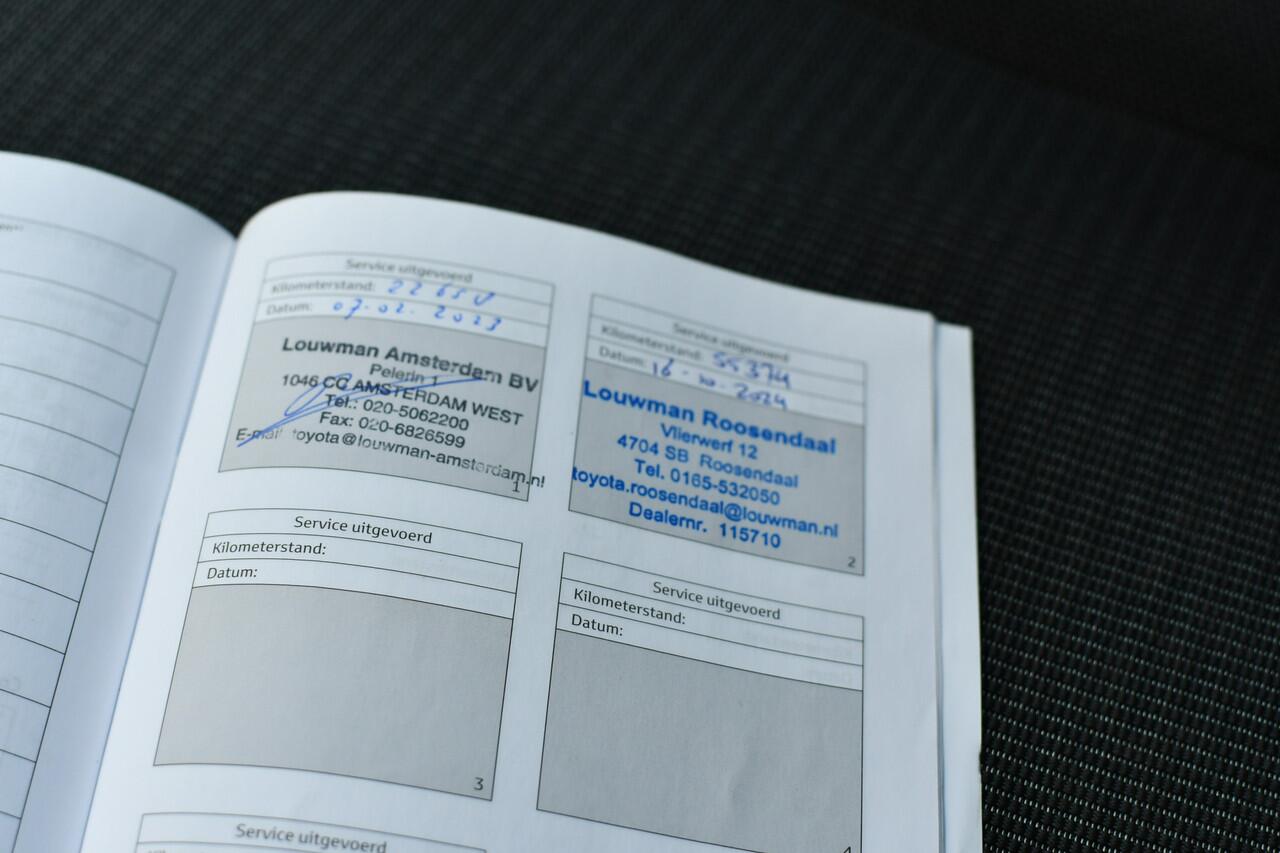 Service uitgevoerd
Kilometerstand: 22 650
Datum: 07-02-2023
Louwman Amsterdam BV
Pelerin 1
1046 CC AMSTERDAM WEST
Tel.: 020-5062200
Fax: 020-6826599
E-mail toyota@louwman-amsterdam.nl
1
Service uitgevoerd
Kilometerstand: 55374
Datum: 16-10-2024
Louwman Roosendaal
Vlierwerf 12
4704 SB Roosendaal
Tel. 0165-532050
toyota.roosendaal@louwman.nl
Dealernr. 115710
2
Service uitgevoerd
Kilometerstand:
Datum:
3
Service uitgevoerd
Kilometerstand:
Datum:
4
Service uitgevoerd